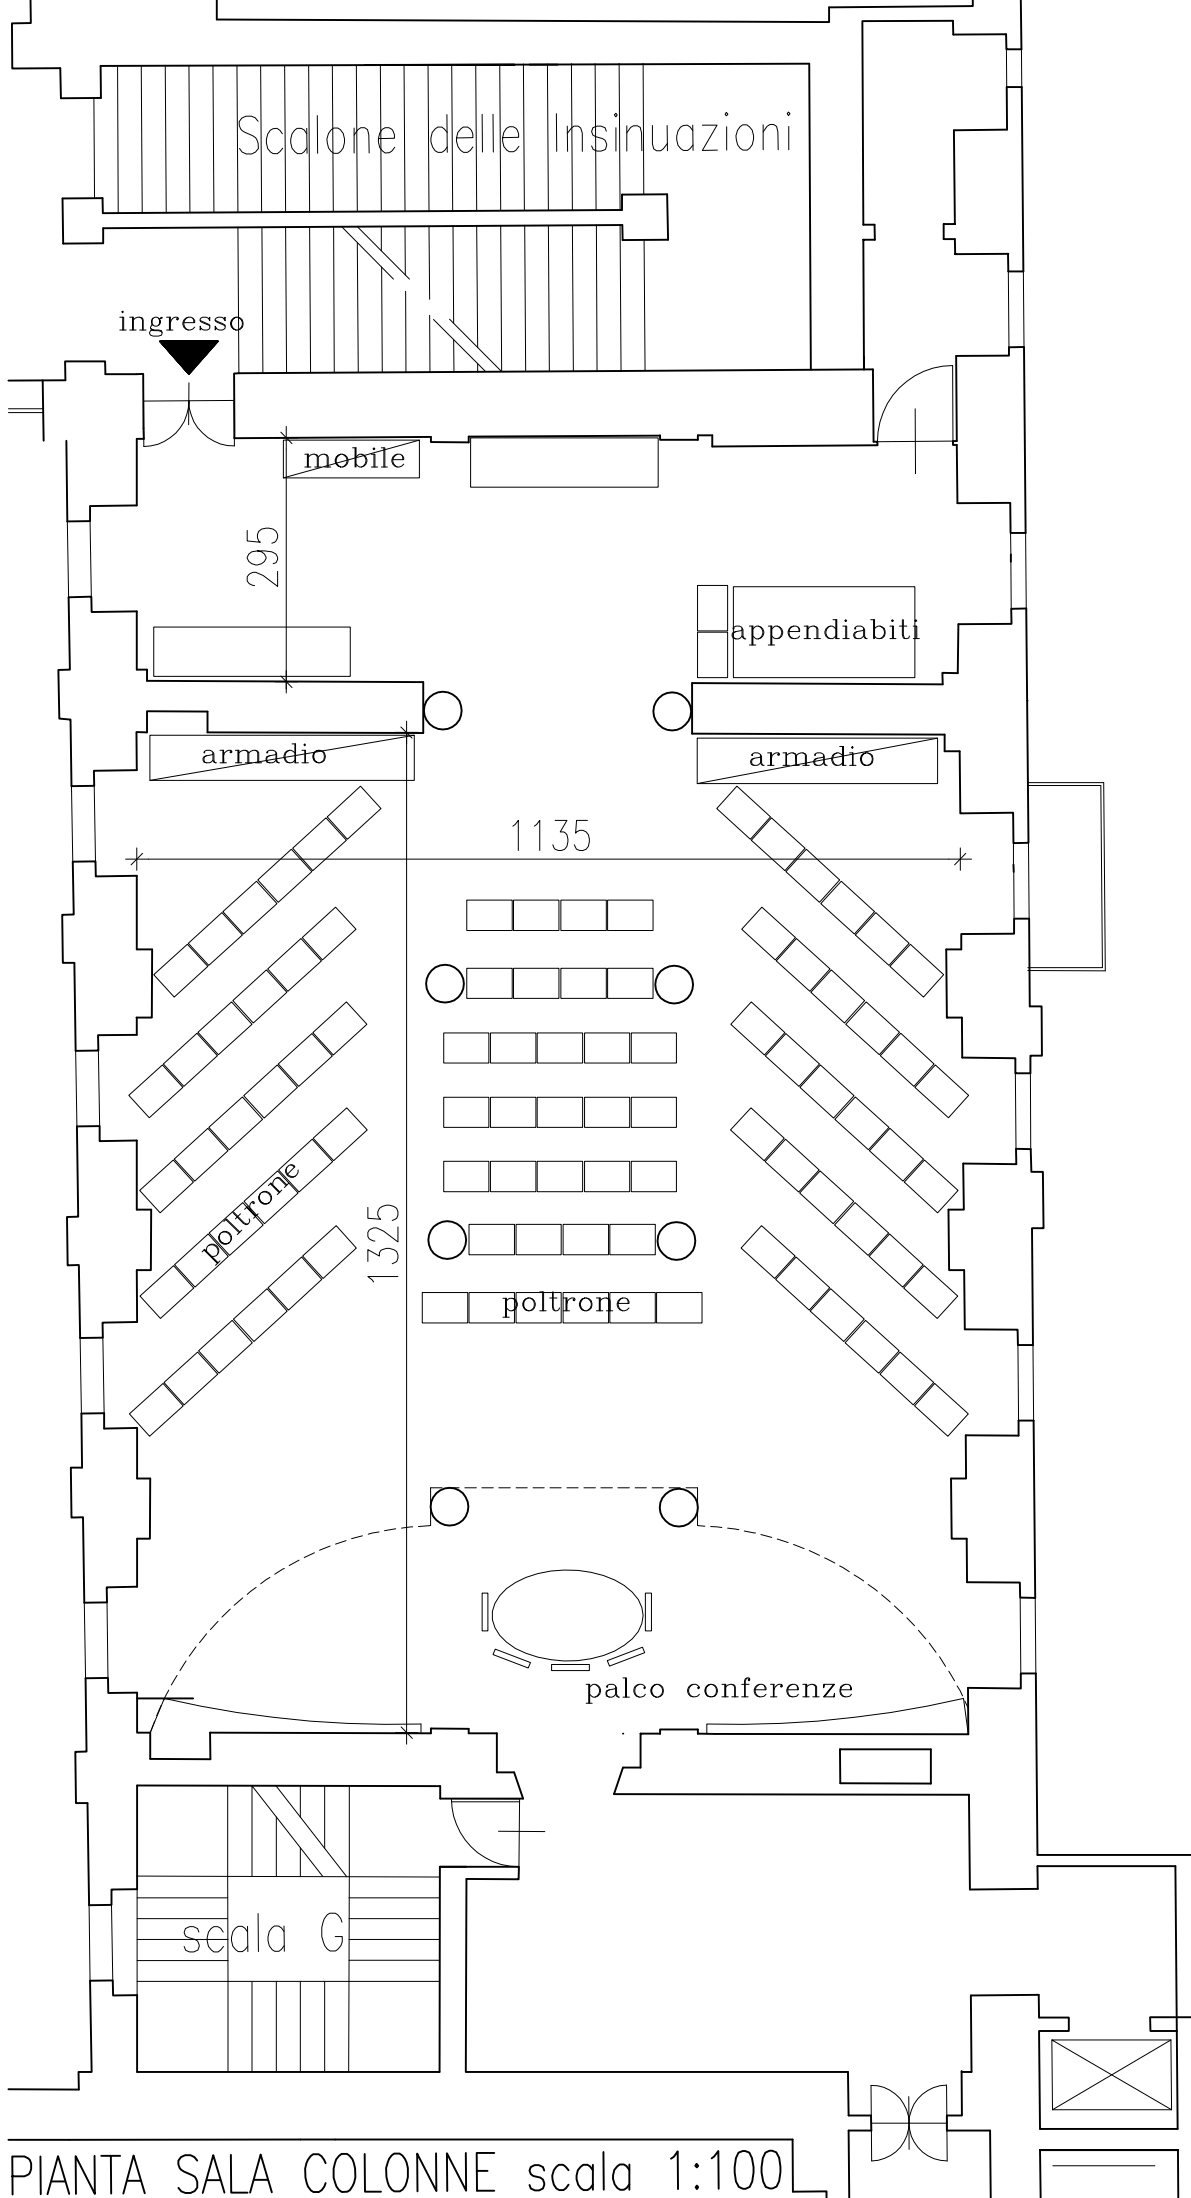 Scalone delle Insinuazioni
ingresso
mobile
295
appendiabiti
armadio
armadio
1135
poltrone
1325
poltrone
palco conferenze
scala G
PIANTA SALA COLONNE scala 1:100